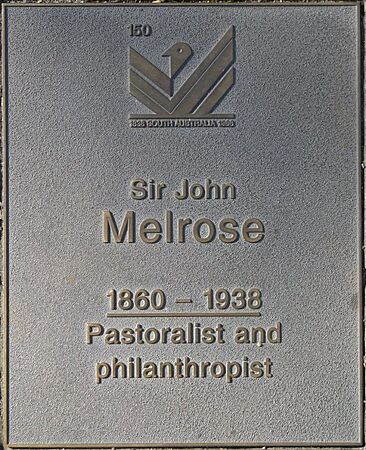 150
1836 SOUTH AUSTRALIA 1986
Sir John
Melrose
1860 – 1938
Pastoralist and
philanthropist